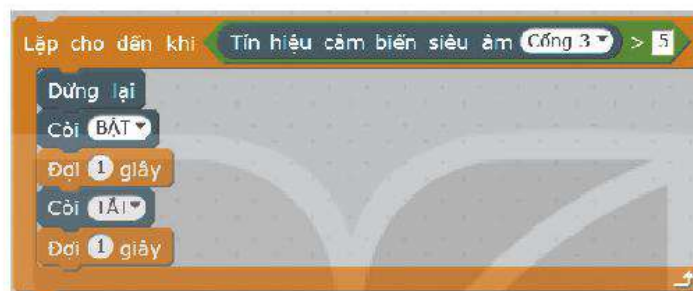 Lặp cho đến khi Tín hiệu cảm biến siêu âm Cổng 3 > 5
Dừng lại
Còi BẬT
Đợi 1 giây
Còi TẮT
Đợi 1 giây